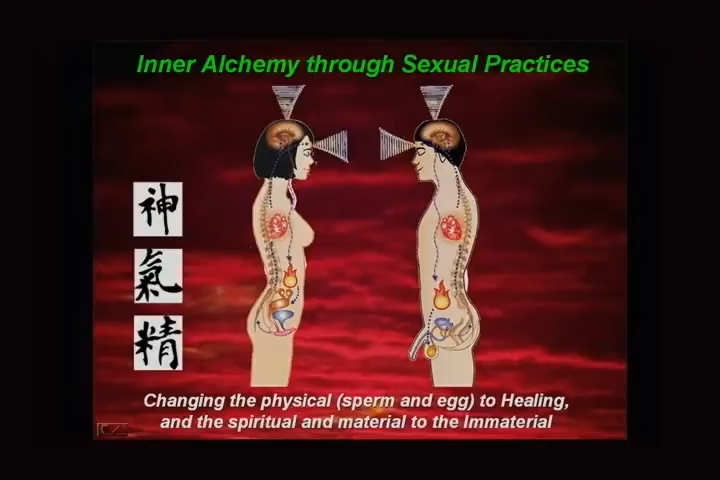 Inner Alchemy through Sexual Practices
神
氣
精
Changing the physical (sperm and egg) to Healing,
and the spiritual and material to the Immaterial